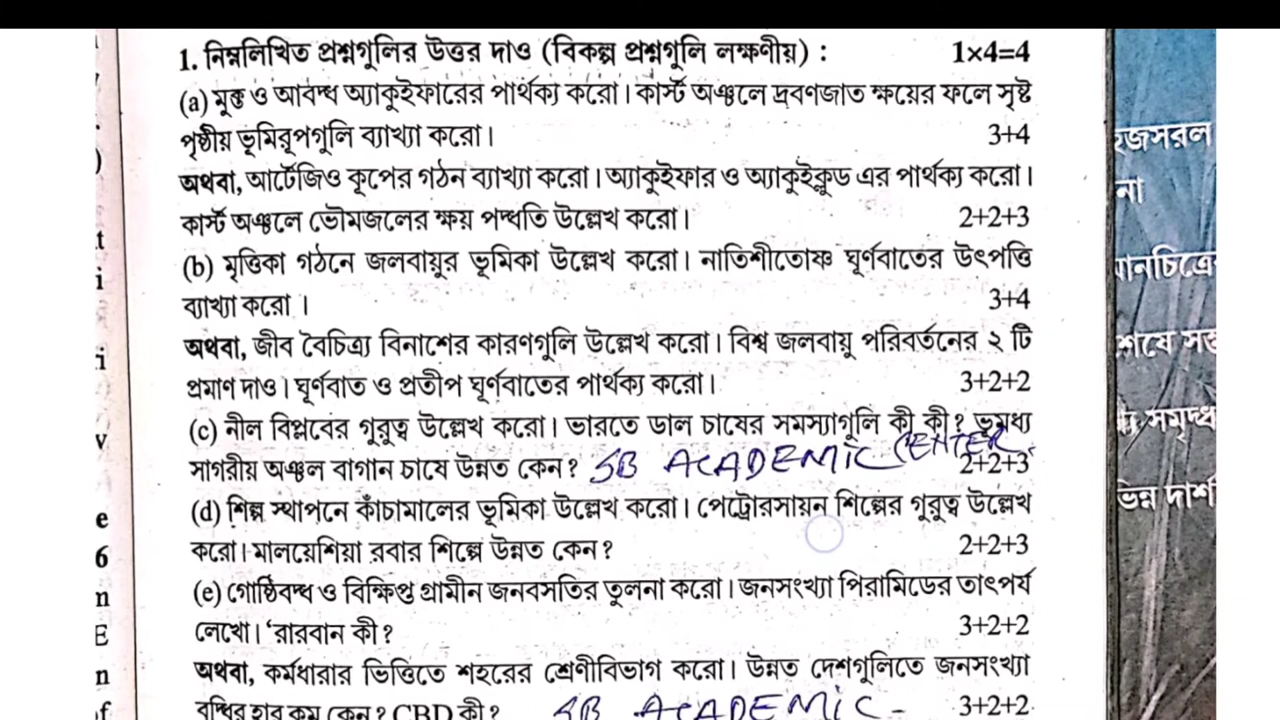 1. নিম্নলিখিত প্রশ্নগুলির উত্তর দাও (বিকল্প প্রশ্নগুলি লক্ষণীয়) : 1×4=4
(a) মুক্ত ও আবদ্ধ অ্যাকুইফারের পার্থক্য করো। কার্স্ট অঞ্চলে দ্রবণজাত ক্ষয়ের ফলে সৃষ্ট
পৃষ্ঠীয় ভূমিরূপগুলি ব্যাখ্যা করো। 3+4
অথবা, আর্টেজিও কূপের গঠন ব্যাখ্যা করো। অ্যাকুইফার ও অ্যাকুইক্লুড এর পার্থক্য করো।
কার্স্ট অঞ্চলে ভৌমজলের ক্ষয় পদ্ধতি উল্লেখ করো। 2+2+3
(b) মৃত্তিকা গঠনে জলবায়ুর ভূমিকা উল্লেখ করো। নাতিশীতোষ্ণ ঘূর্ণবাতের উৎপত্তি
ব্যাখ্যা করো। 3+4
অথবা, জীব বৈচিত্র্য বিনাশের কারণগুলি উল্লেখ করো। বিশ্ব জলবায়ু পরিবর্তনের ২ টি
প্রমাণ দাও। ঘূর্ণবাত ও প্রতীপ ঘূর্ণবাতের পার্থক্য করো। 3+2+2
(c) নীল বিপ্লবের গুরুত্ব উল্লেখ করো। ভারতে ডাল চাষের সমস্যাগুলি কী কী? ভূমধ্য
সাগরীয় অঞ্চল বাগান চাষে উন্নত কেন? SB ACADEMIC CENTER 2+2+3
(d) শিল্প স্থাপনে কাঁচামালের ভূমিকা উল্লেখ করো। পেট্রোরসায়ন শিল্পের গুরুত্ব উল্লেখ
করো। মালয়েশিয়া রবার শিল্পে উন্নত কেন? 2+2+3
(e) গোষ্ঠিবদ্ধ ও বিক্ষিপ্ত গ্রামীন জনবসতির তুলনা করো। জনসংখ্যা পিরামিডের তাৎপর্য
লেখো। 'রারবান কী? 3+2+2
অথবা, কর্মধারার ভিত্তিতে শহরের শ্রেণীবিভাগ করো। উন্নত দেশগুলিতে জনসংখ্যা
বৃদ্ধির হার কম কেন? CBD কী? SB ACADEMIC - 3+2+2